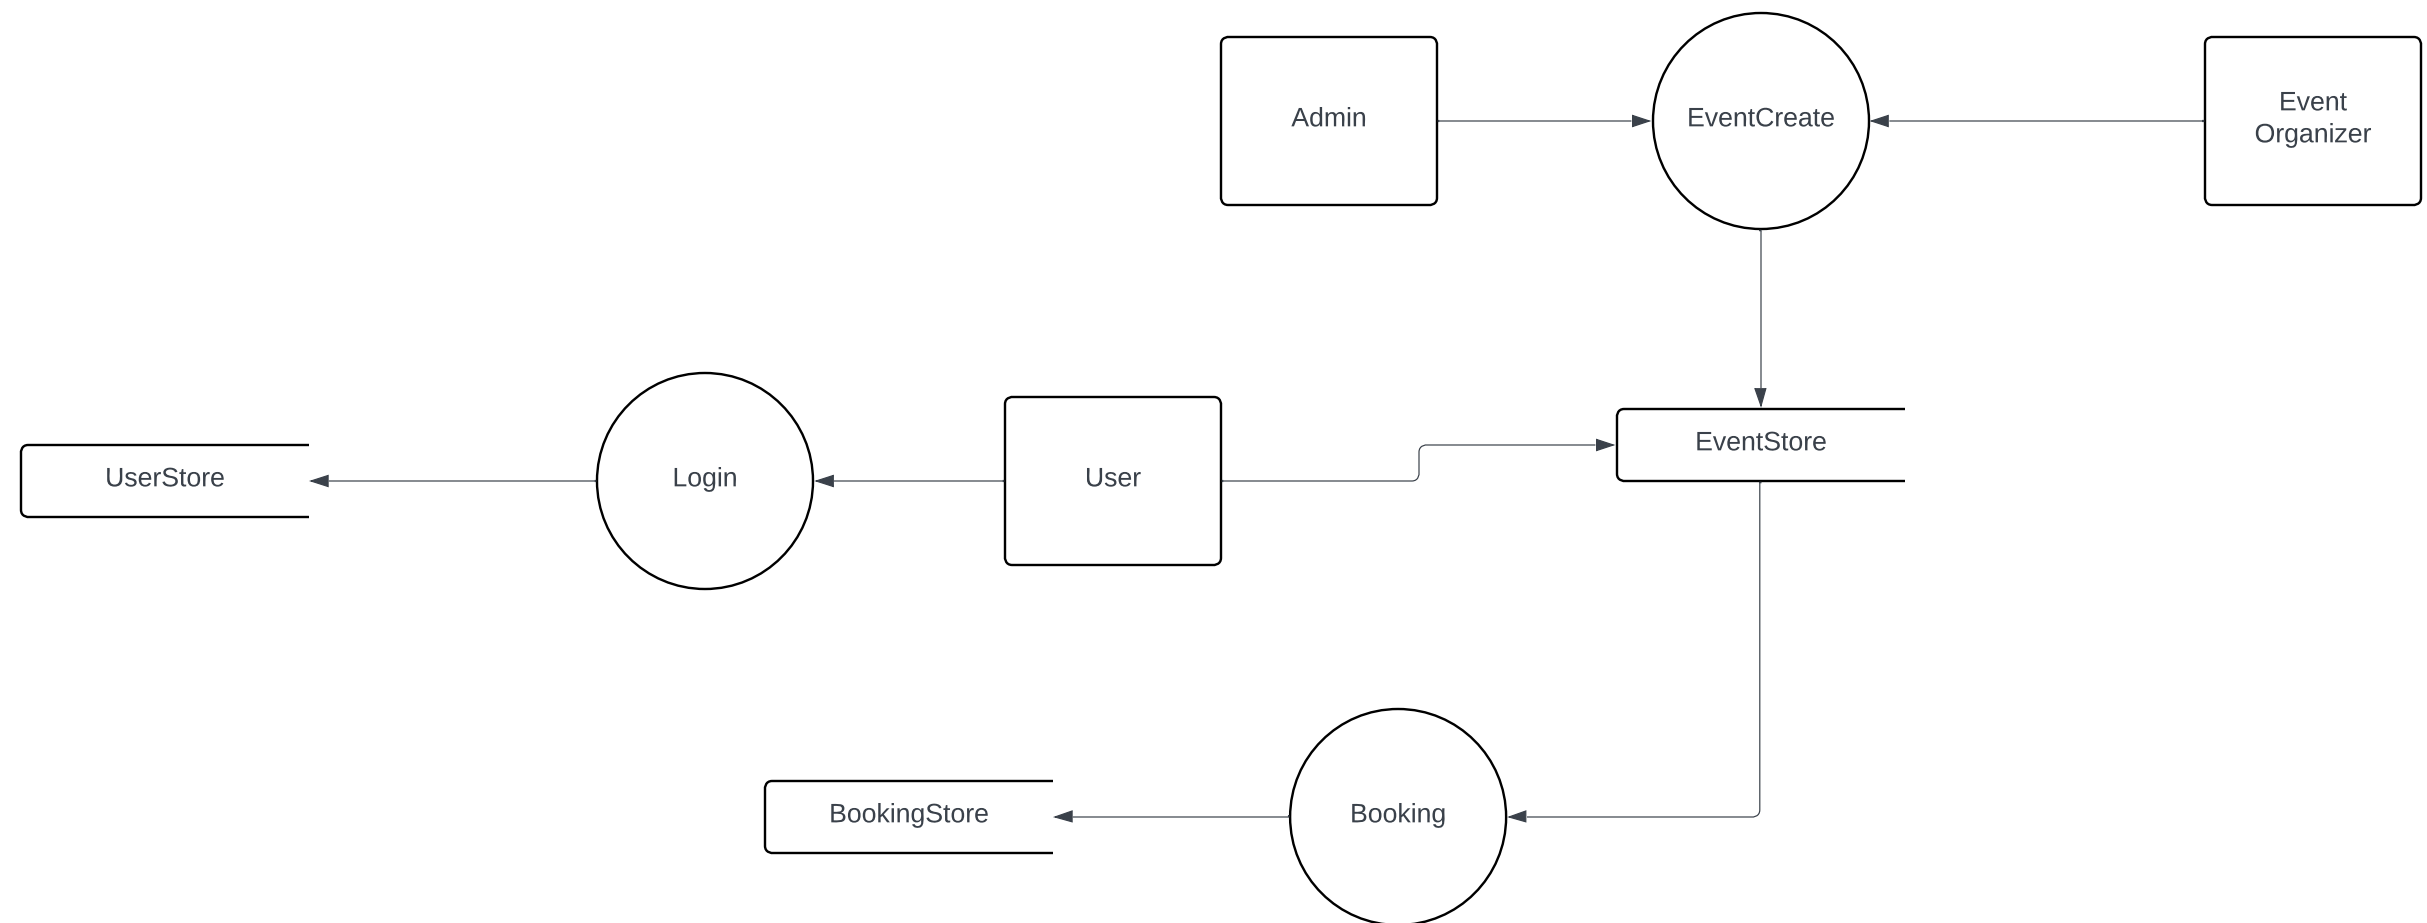 Admin
EventCreate
Event
Organizer
UserStore
Login
User
EventStore
BookingStore
Booking